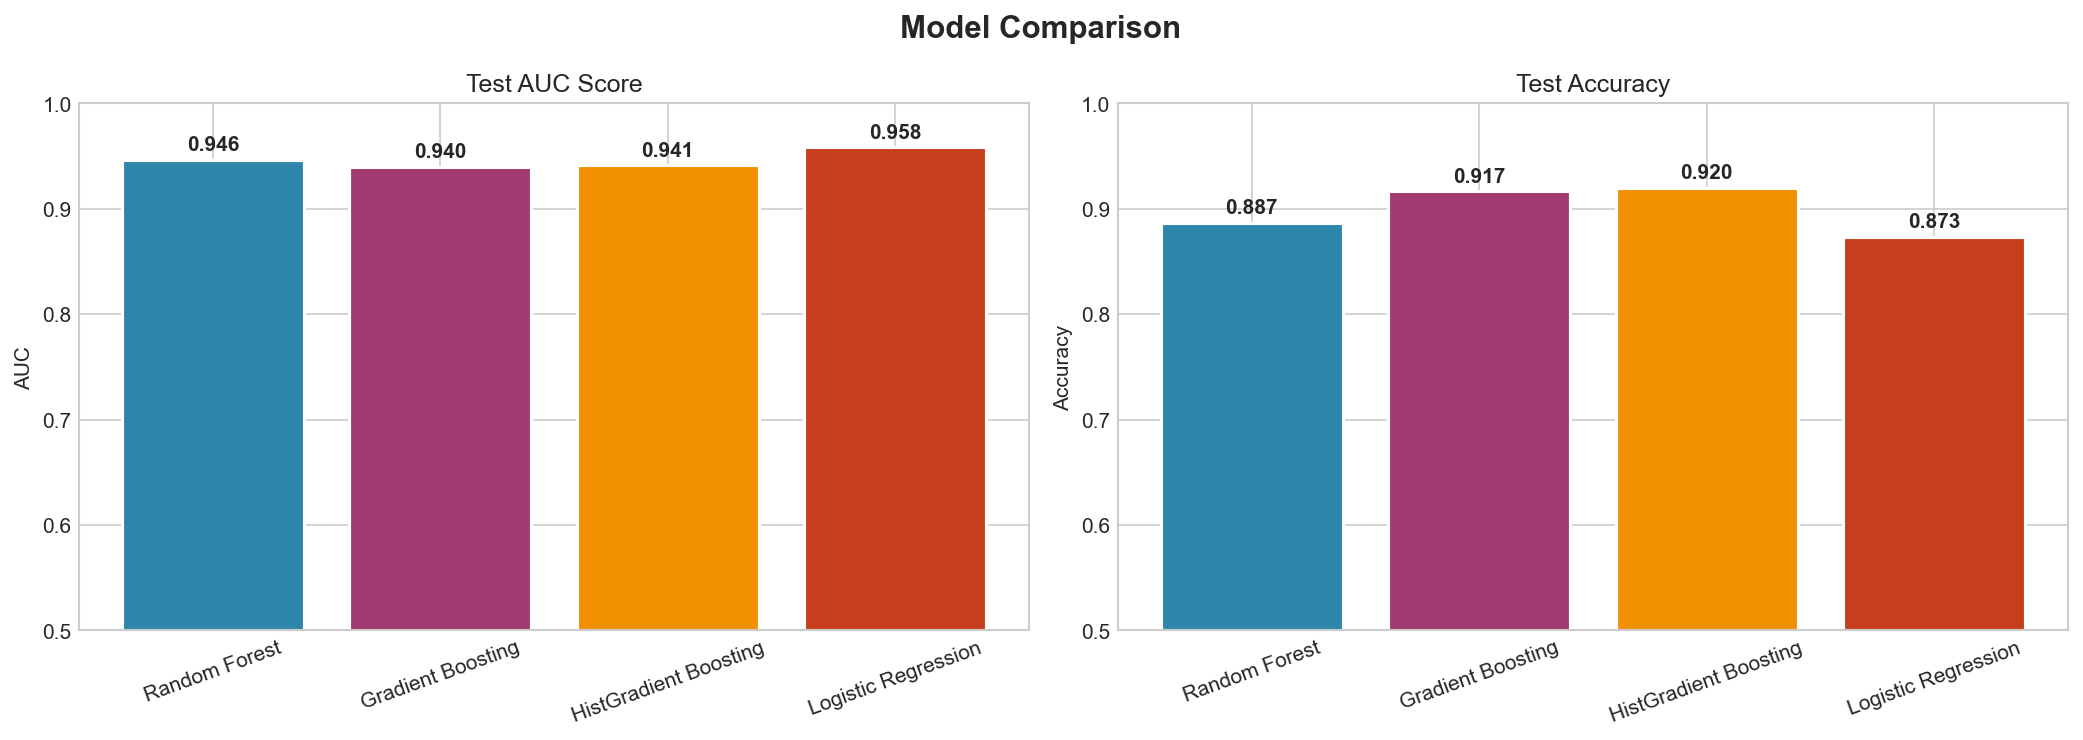 Model Comparison
Test AUC Score
AUC
1.0
0.9
0.8
0.7
0.6
0.5
0.946
0.940
0.941
0.958
Random Forest
Gradient Boosting
HistGradient Boosting
Logistic Regression
Test Accuracy
Accuracy
1.0
0.9
0.8
0.7
0.6
0.5
0.887
0.917
0.920
0.873
Random Forest
Gradient Boosting
HistGradient Boosting
Logistic Regression